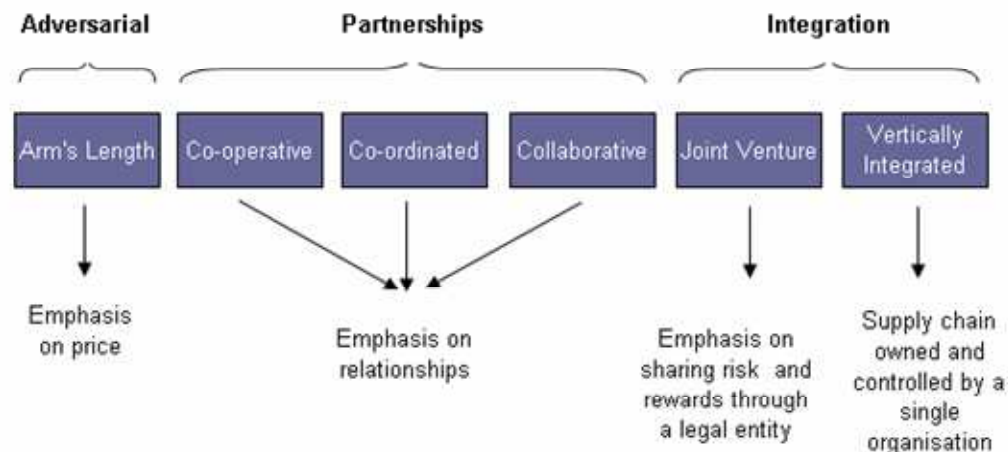 Adversarial
Partnerships
Integration
Arm's Length
Co-operative
Co-ordinated
Collaborative
Joint Venture
Vertically
Integrated
Emphasis
on price
Emphasis on
relationships
Emphasis on
sharing risk and
rewards through
a legal entity
Supply chain
owned and
controlled by a
single
organisation